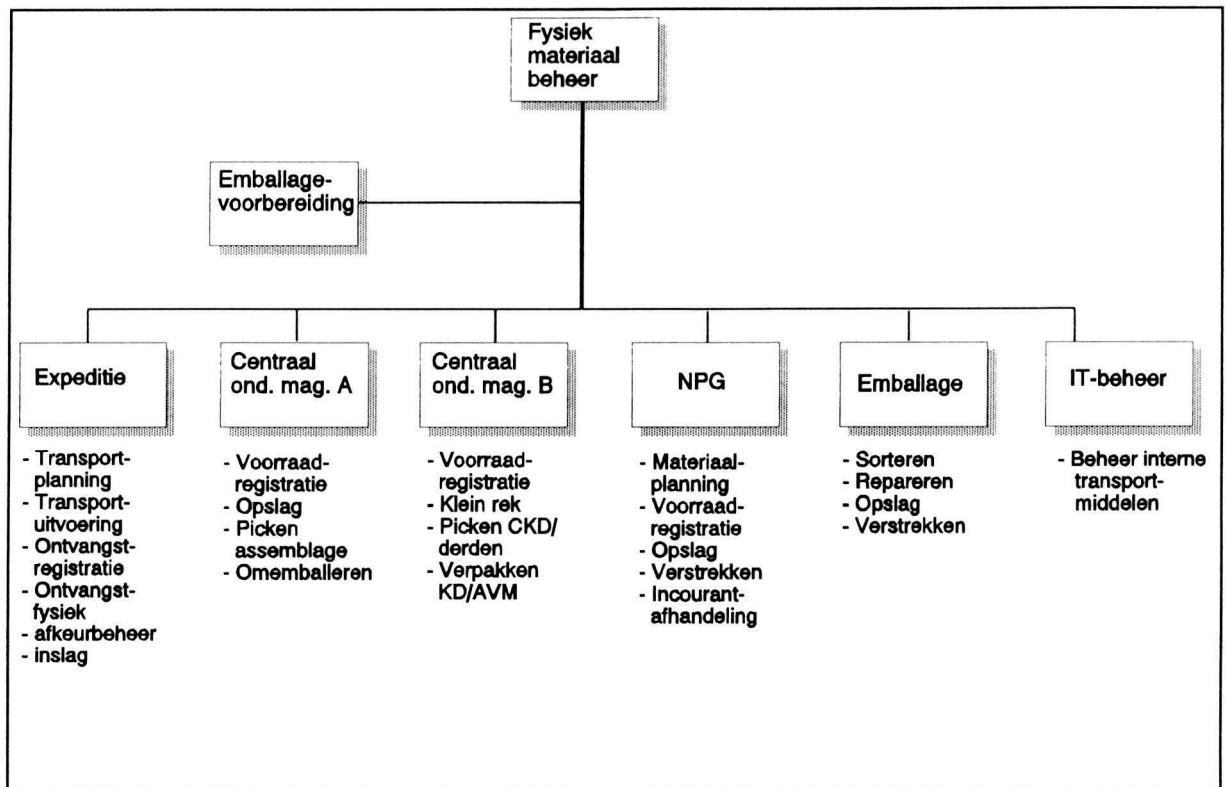 Fysiek
materiaal
beheer
Emballage-
voorbereiding
Expeditie
- Transport-
planning
- Transport-
uitvoering
- Ontvangst-
registratie
- Ontvangst-
fysiek
- afkeurbeheer
- inslag
Centraal
ond. mag. A
- Voorraad-
registratie
- Opslag
- Picken
assemblage
- Omemballeren
Centraal
ond. mag. B
- Voorraad-
registratie
- Klein rek
- Picken CKD/
derden
- Verpakken
KD/AVM
NPG
- Materiaal-
planning
- Voorraad-
registratie
- Opslag
- Verstrekken
- Incourant-
afhandeling
Emballage
- Sorteren
- Repareren
- Opslag
- Verstrekken
IT-beheer
- Beheer interne
transport-
middelen